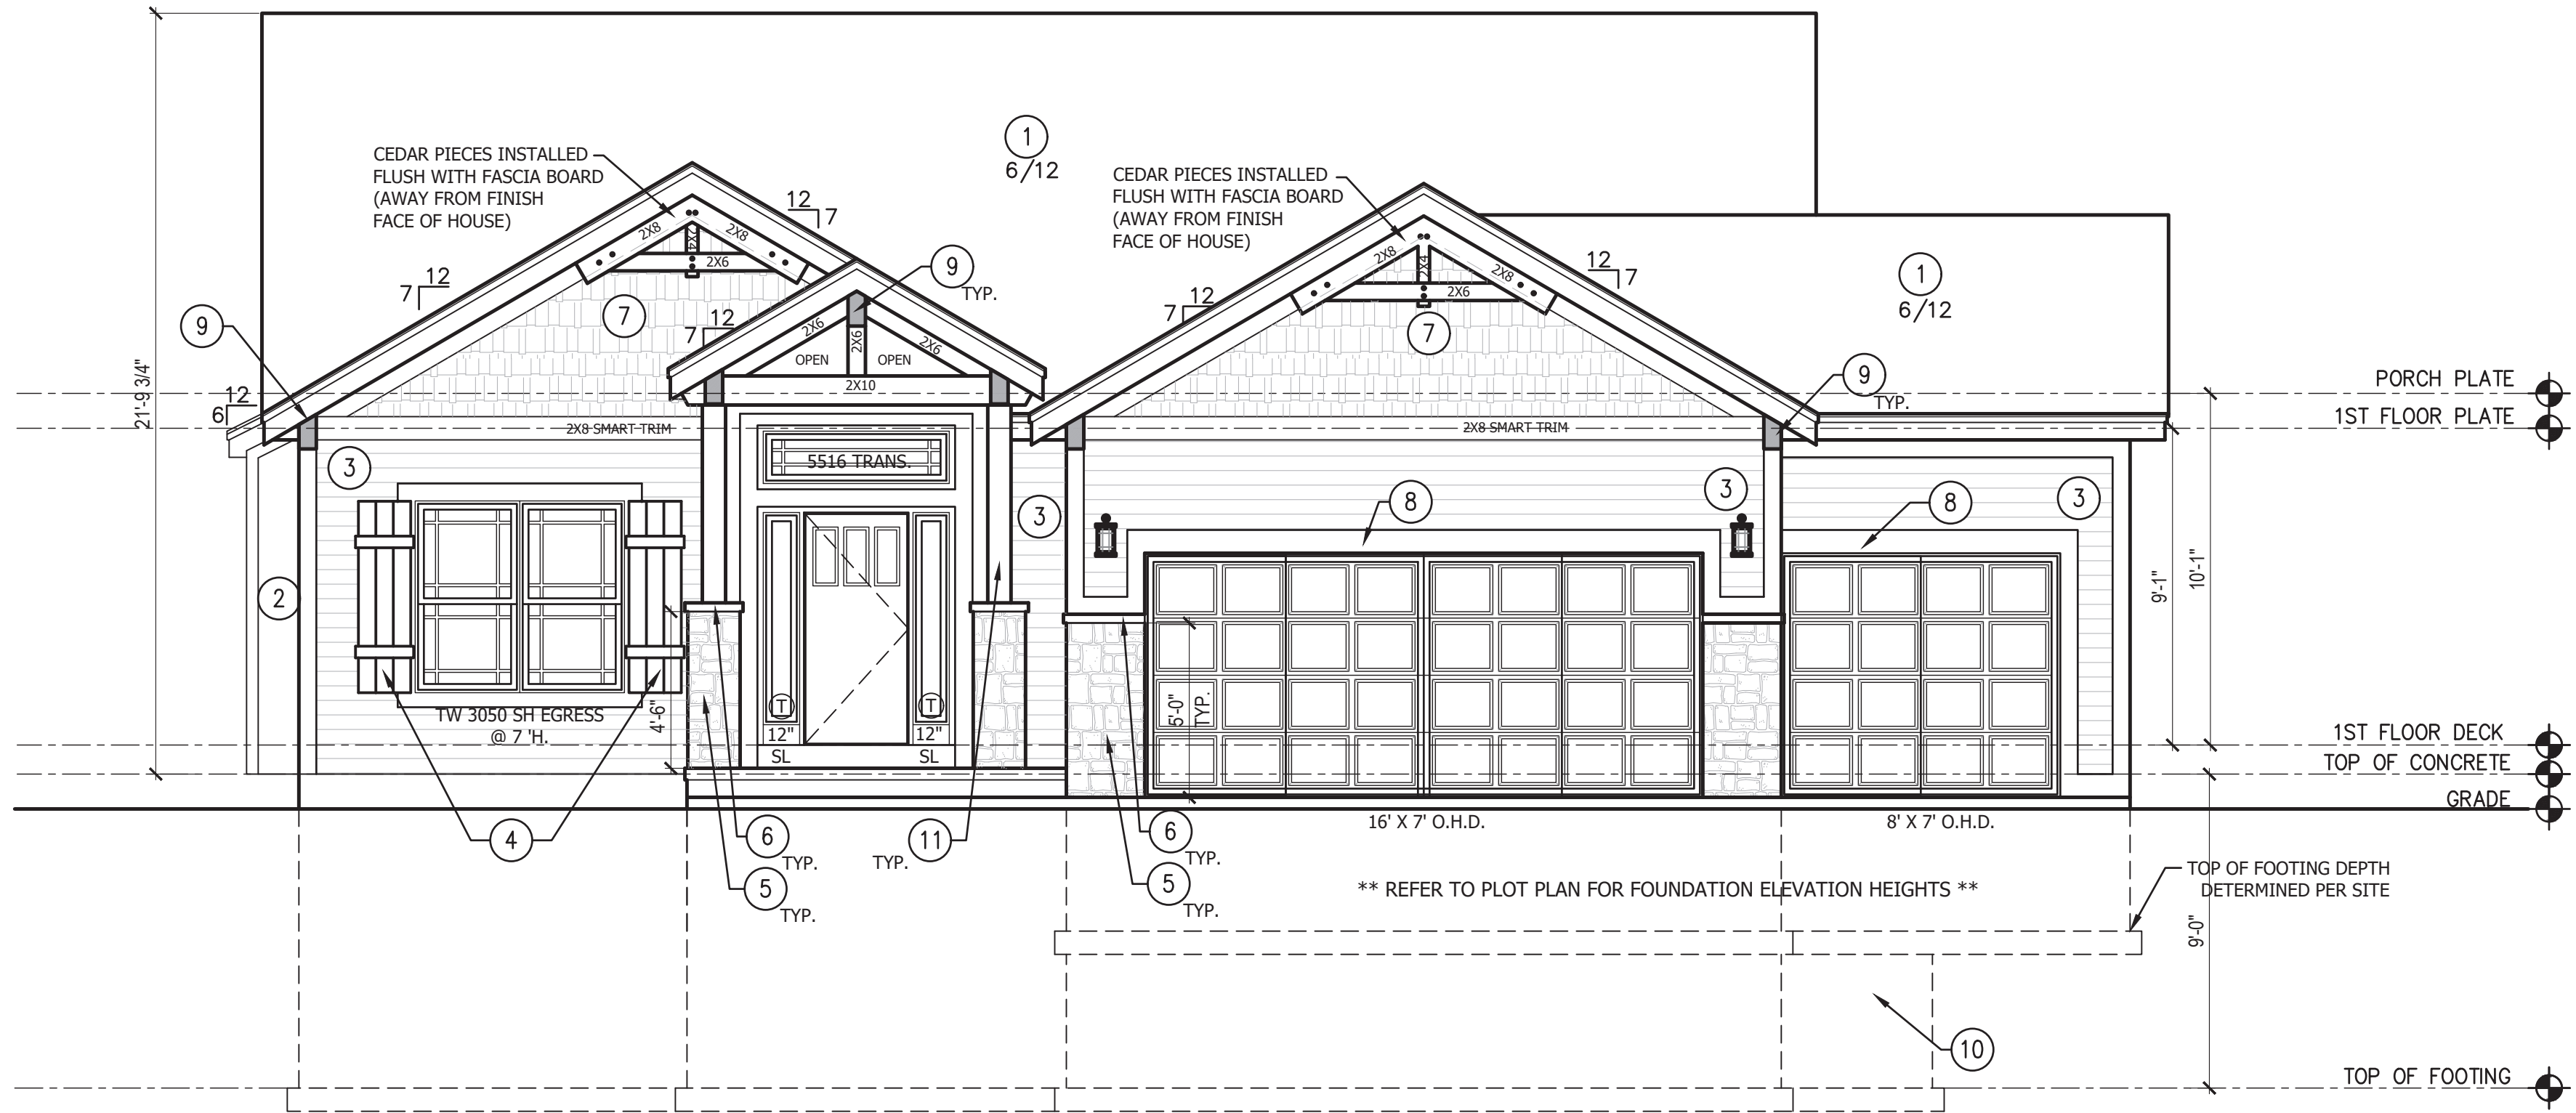 1
6/12
CEDAR PIECES INSTALLED
FLUSH WITH FASCIA BOARD
(AWAY FROM FINISH
FACE OF HOUSE)
CEDAR PIECES INSTALLED
FLUSH WITH FASCIA BOARD
(AWAY FROM FINISH
FACE OF HOUSE)
12
7
2X8
2X8
2X4
2X6
12
7
9
TYP.
2X8
2X8
2X4
2X6
12
7
12
7
1
6/12
7
7
9
12
7
2X6
2X6
2X6
OPEN
OPEN
2X10
21'-9 3/4"
12
6
9
TYP.
PORCH PLATE
1ST FLOOR PLATE
2X8 SMART TRIM
2X8 SMART TRIM
3
5516 TRANS.
3
3
3
8
8
2
9'-1"
10'-1"
4'-6"
5'-0"
TYP.
T
T
12"
12"
SL
SL
TW 3050 SH EGRESS
@ 7 'H.
1ST FLOOR DECK
TOP OF CONCRETE
GRADE
16' X 7' O.H.D.
8' X 7' O.H.D.
4
6
TYP.
11
TYP.
6
TYP.
5
TYP.
5
TYP.
** REFER TO PLOT PLAN FOR FOUNDATION ELEVATION HEIGHTS **
TOP OF FOOTING DEPTH
DETERMINED PER SITE
9'-0"
10
TOP OF FOOTING